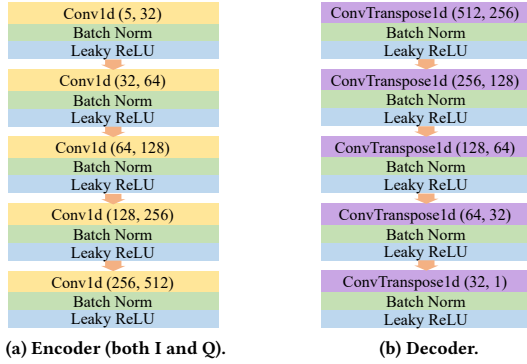 Conv1d (5, 32)
Batch Norm
Leaky ReLU
Conv1d (32, 64)
Batch Norm
Leaky ReLU
Conv1d (64, 128)
Batch Norm
Leaky ReLU
Conv1d (128, 256)
Batch Norm
Leaky ReLU
Conv1d (256, 512)
Batch Norm
Leaky ReLU
(a) Encoder (both I and Q).
ConvTranspose1d (512, 256)
Batch Norm
Leaky ReLU
ConvTranspose1d (256, 128)
Batch Norm
Leaky ReLU
ConvTranspose1d (128, 64)
Batch Norm
Leaky ReLU
ConvTranspose1d (64, 32)
Batch Norm
Leaky ReLU
ConvTranspose1d (32, 1)
Batch Norm
Leaky ReLU
(b) Decoder.